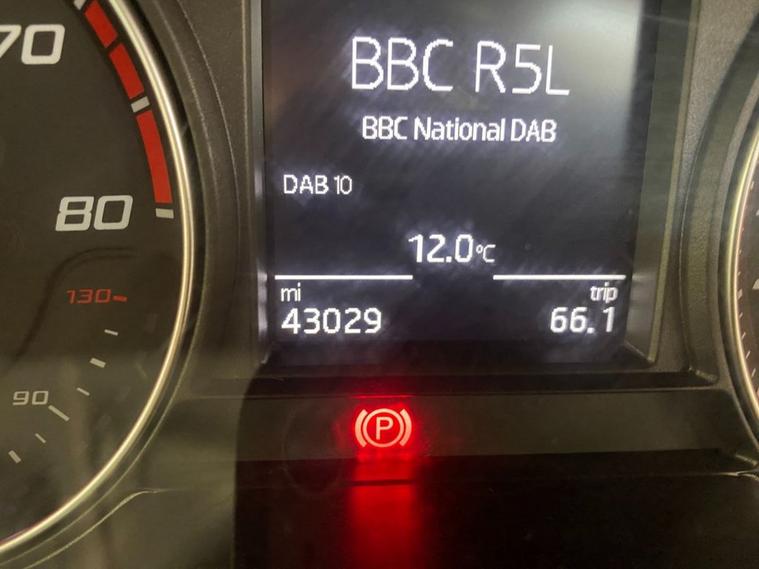 70
80
130
90
BBC R5L
BBC National DAB
DAB 10
12.0°C
mi
trip
43029
66.1
P